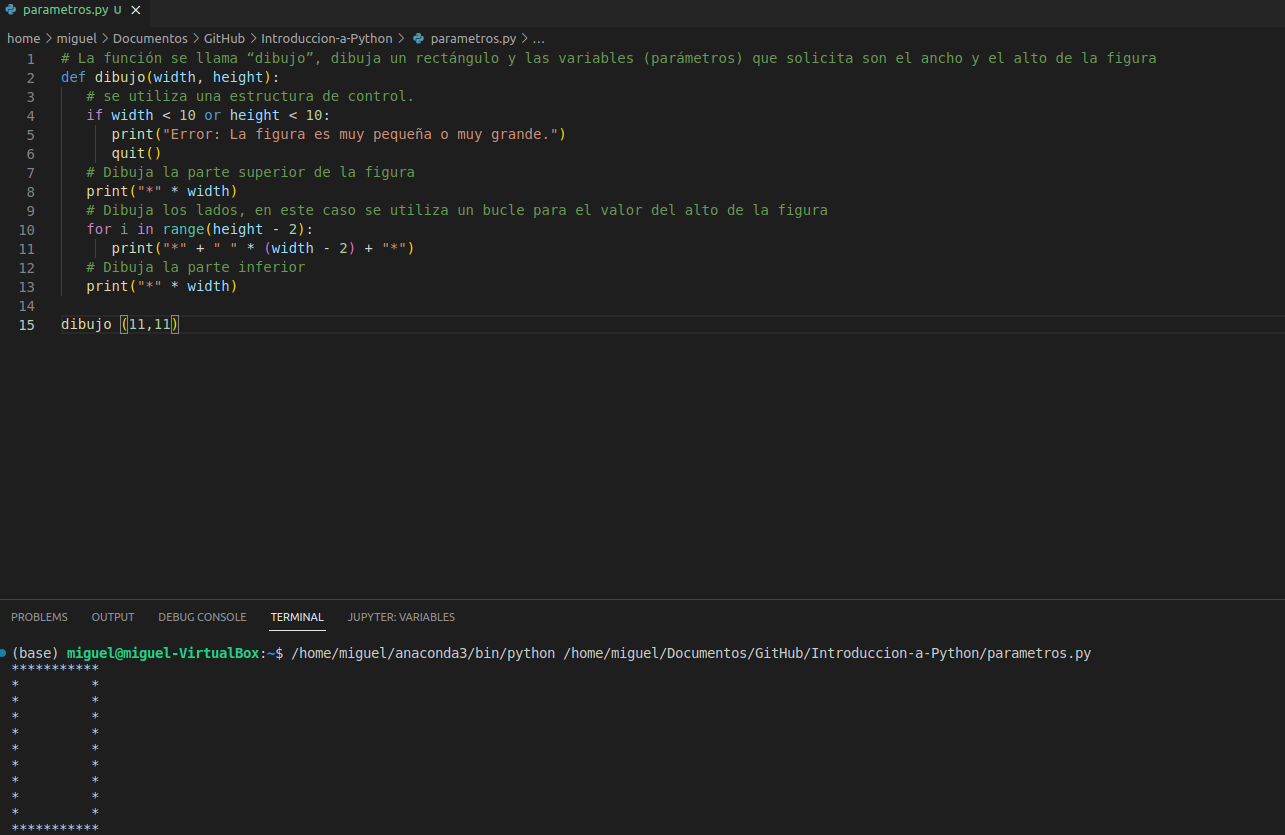 parametros.py U ×
home > miguel > Documentos > GitHub > Introduccion-a-Python > parametros.py > ...
1 # La función se llama “dibujo”, dibuja un rectángulo y las variables (parámetros) que solicita son el ancho y el alto de la figura
2 def dibujo(width, height):
3    # se utiliza una estructura de control.
4    if width < 10 or height < 10:
5       print("Error: La figura es muy pequeña o muy grande.")
6       quit()
7    # Dibuja la parte superior de la figura
8    print("*" * width)
9    # Dibuja los lados, en este caso se utiliza un bucle para el valor del alto de la figura
10    for i in range(height - 2):
11       print("*" + " " * (width - 2) + "*")
12    # Dibuja la parte inferior
13    print("*" * width)
14
15 dibujo (11,11)
PROBLEMS OUTPUT DEBUG CONSOLE TERMINAL JUPYTER: VARIABLES
(base) miguel@miguel-VirtualBox:~$ /home/miguel/anaconda3/bin/python /home/miguel/Documentos/GitHub/Introduccion-a-Python/parametros.py
***********
*         *
*         *
*         *
*         *
*         *
*         *
*         *
*         *
*         *
***********